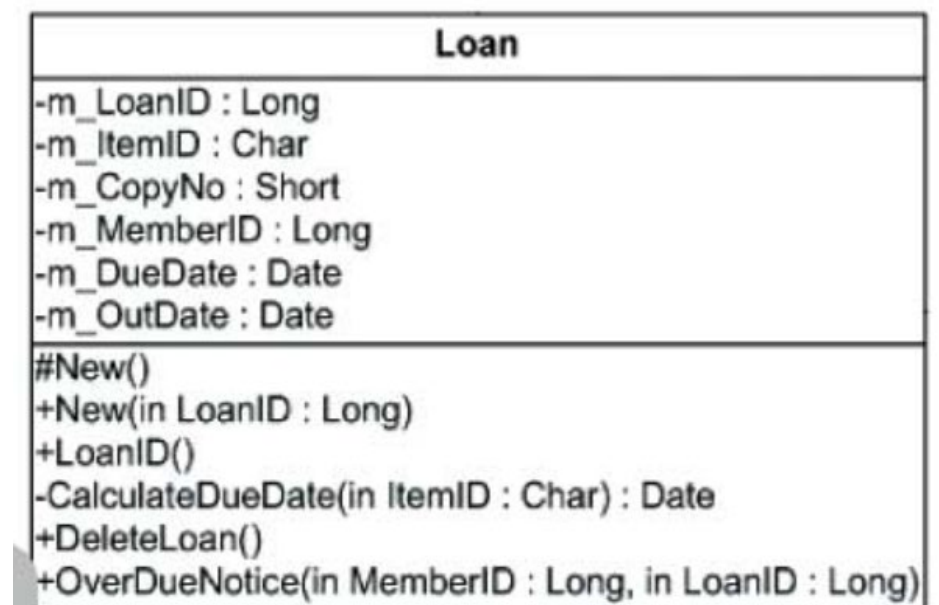 Loan
-m_LoanID : Long
-m_ItemID : Char
-m_CopyNo : Short
-m_MemberID : Long
-m_DueDate : Date
-m_OutDate : Date
#New()
+New(in LoanID : Long)
+LoanID()
-CalculateDueDate(in ItemID : Char) : Date
+DeleteLoan()
+OverDueNotice(in MemberID : Long, in LoanID : Long)